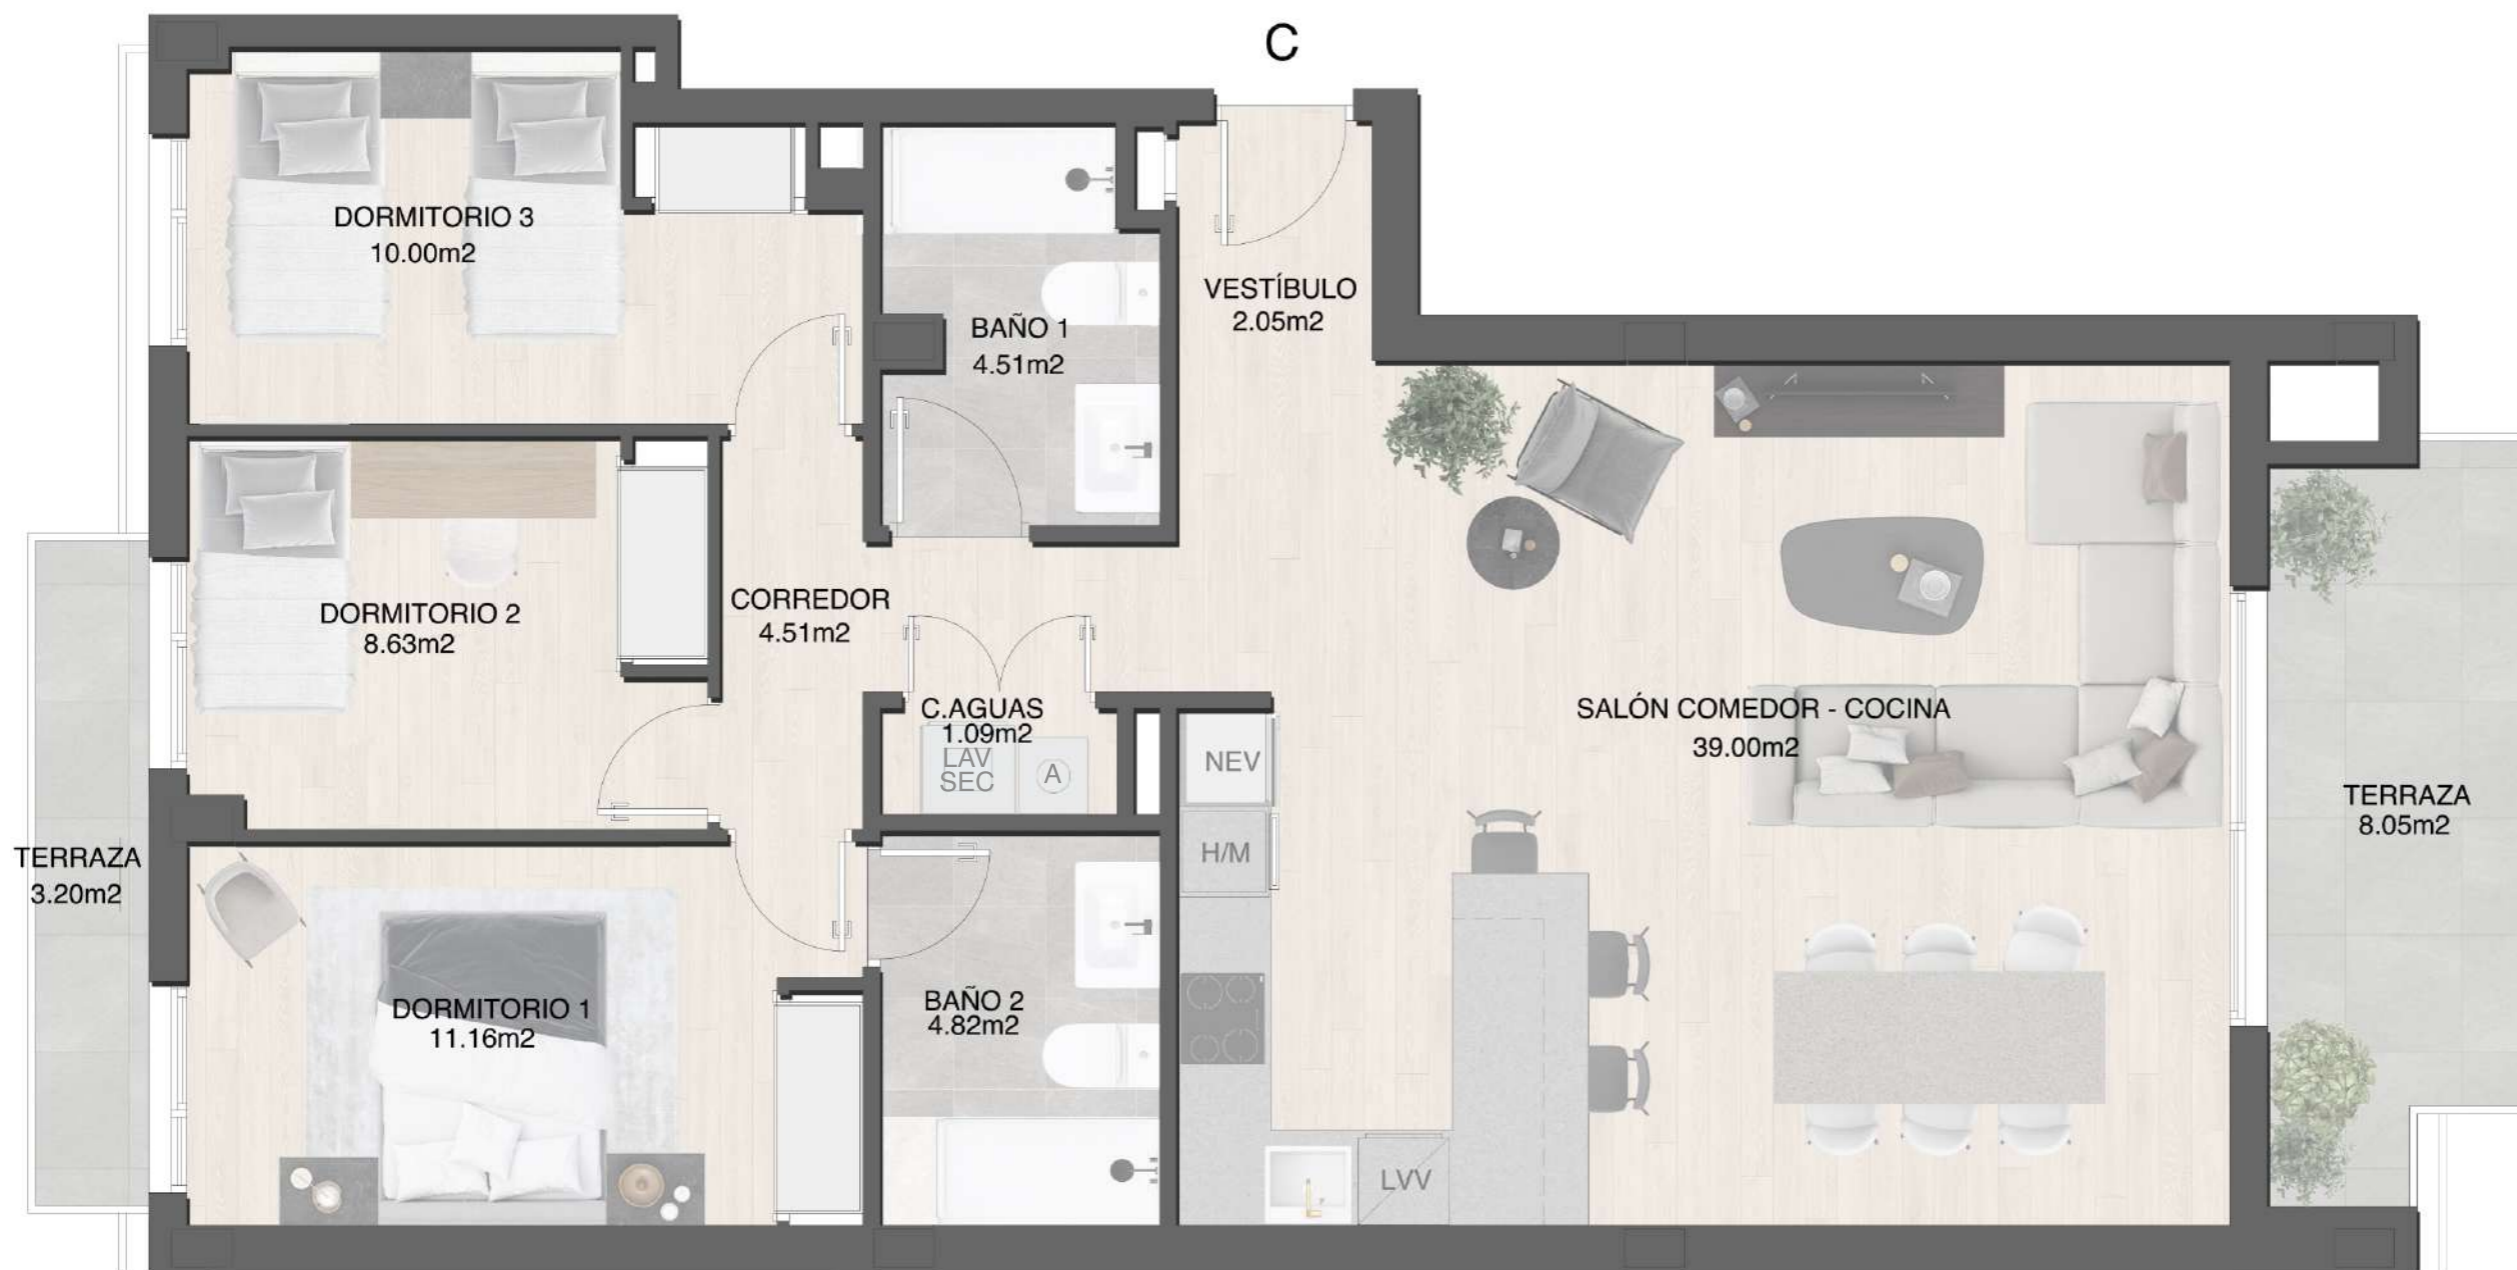 C
DORMITORIO 3
10.00m2
VESTÍBULO
2.05m2
BAÑO 1
4.51m2
DORMITORIO 2
8.63m2
CORREDOR
4.51m2
C.AGUAS
1.09m2
LAV
SEC
A
NEV
SALÓN COMEDOR - COCINA
39.00m2
TERRAZA
8.05m2
H/M
TERRAZA
3.20m2
DORMITORIO 1
11.16m2
BAÑO 2
4.82m2
LVV